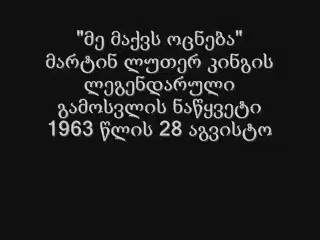 "მე მაქვს ოცნება"
მარტინ ლუთერ კინგის
ლეგენდარული
გამოსვლის ნაწყვეტი
1963 წლის 28 აგვისტო